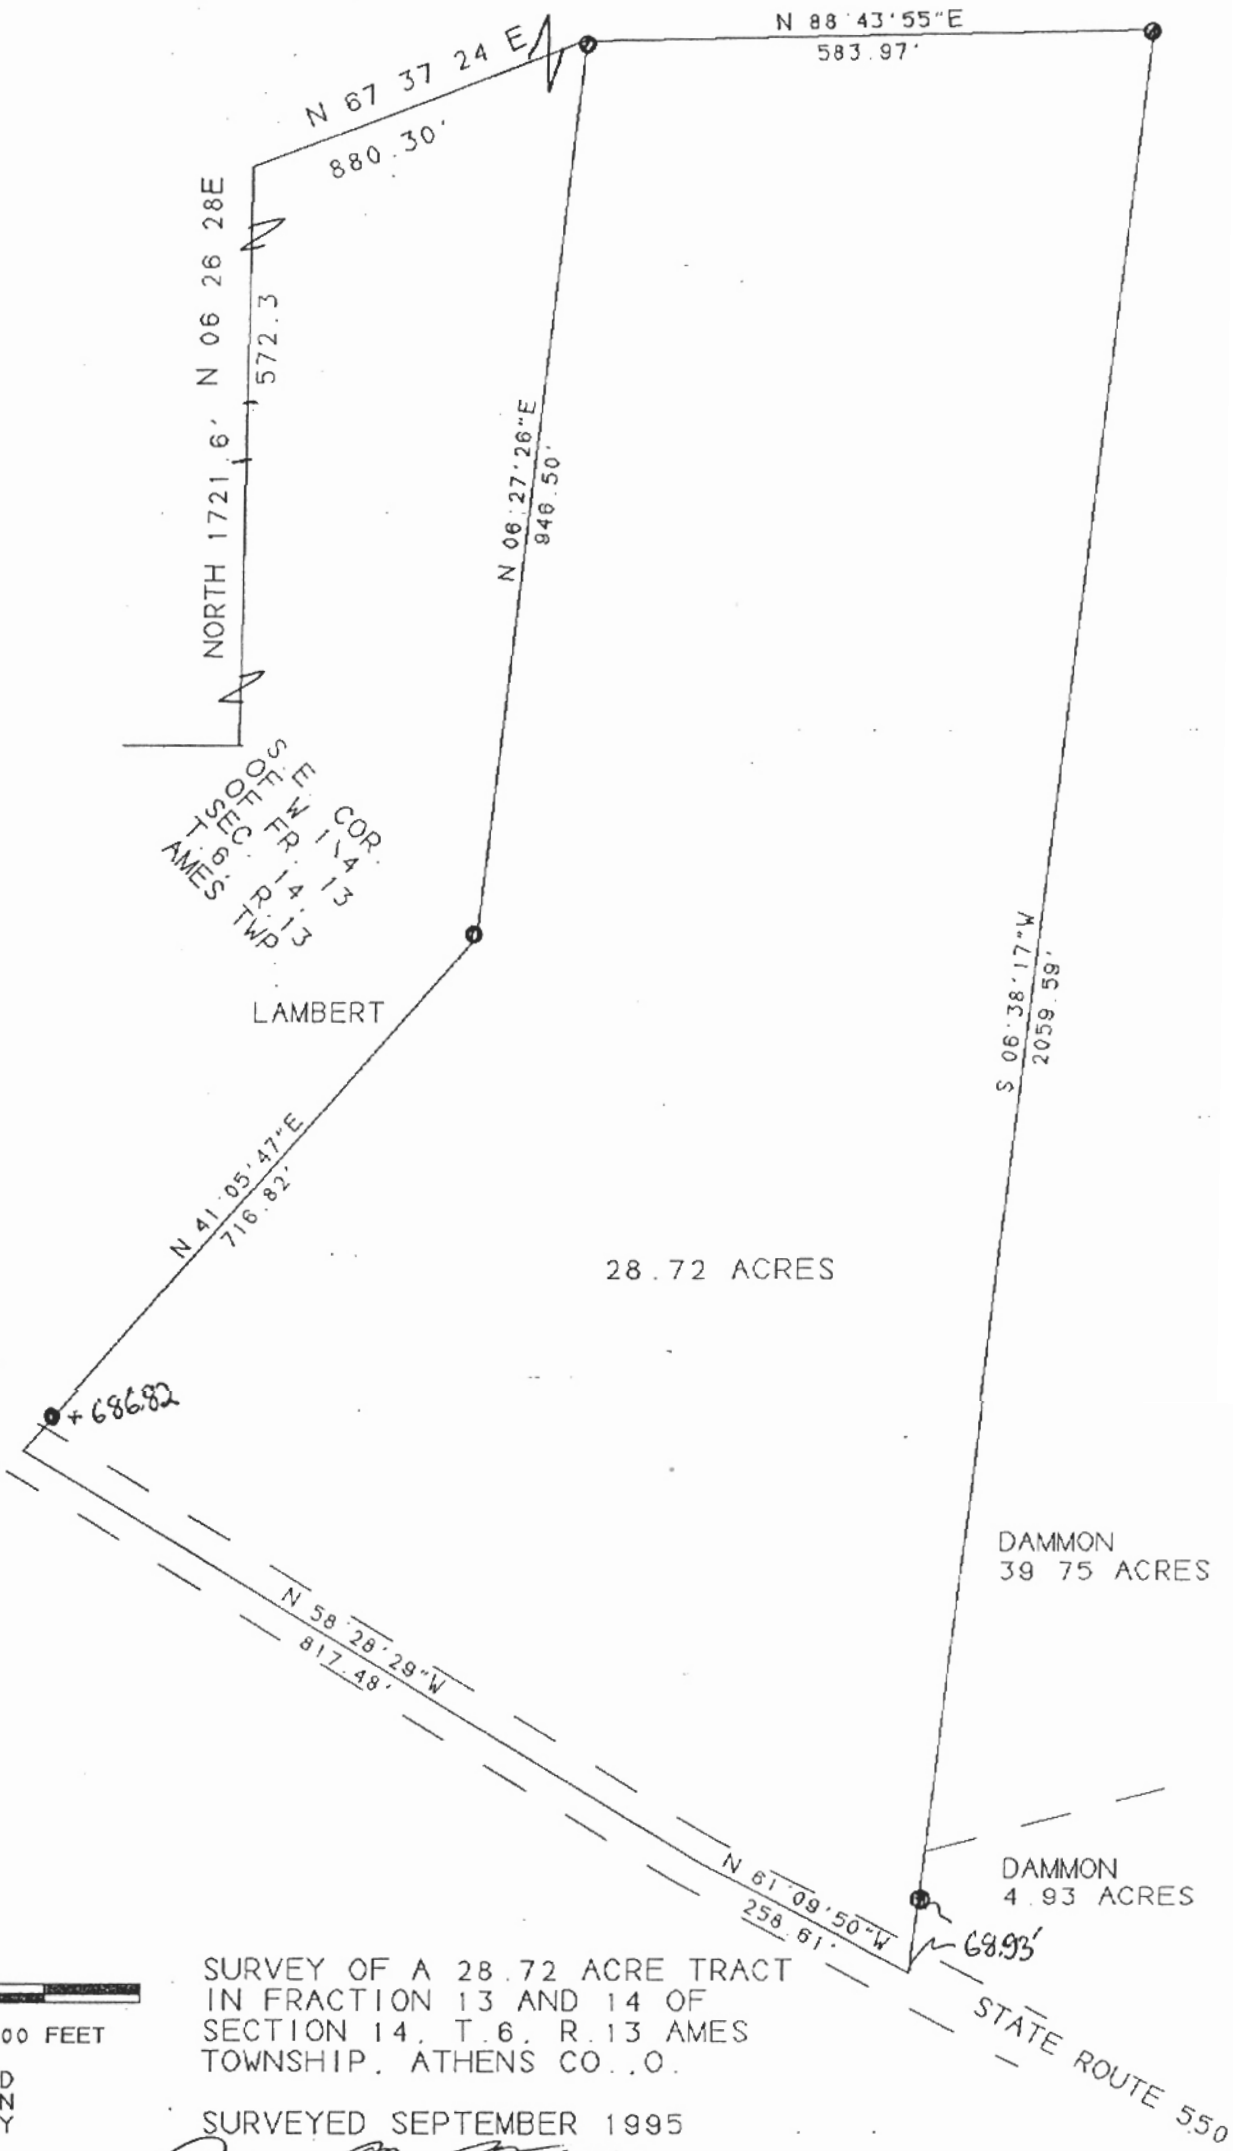 N 88°43'55"E
583.97'
N 67 37 24 E
880.30'
N 06 26 28E
572.3
NORTH 1721.6'
N 06°27'26"E
946.50'
S.E. COR.
OF W 1\4
OF FR. 13
SEC. 14,
T.6, R.13
AMES TWP
LAMBERT
S 06°38'17"W
2059.59'
N 41°05'47"E
716.82'
28.72 ACRES
+ 686.82
DAMMON
39 75 ACRES
N 58°28'29"W
817.48'
N 61°09'50"W
258.61'
DAMMON
4.93 ACRES
68.93'
STATE ROUTE 550
SURVEY OF A 28.72 ACRE TRACT
IN FRACTION 13 AND 14 OF
SECTION 14, T.6, R.13 AMES
TOWNSHIP, ATHENS CO.,O.
00 FEET
D
N
Y
SURVEYED SEPTEMBER 1995